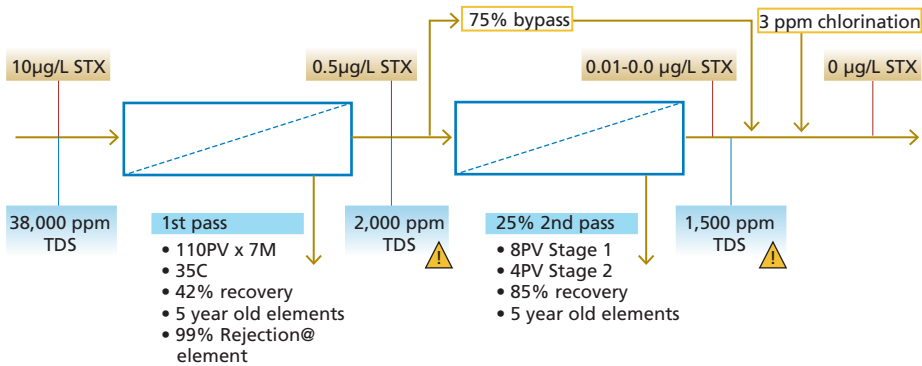 75% bypass
3 ppm chlorination
10µg/L STX
0.5µg/L STX
0.01-0.0 µg/L STX
0 µg/L STX
38,000 ppm
TDS
1st pass
• 110PV x 7M
• 35C
• 42% recovery
• 5 year old elements
• 99% Rejection@
element
2,000 ppm
TDS
!
25% 2nd pass
• 8PV Stage 1
• 4PV Stage 2
• 85% recovery
• 5 year old elements
1,500 ppm
TDS
!